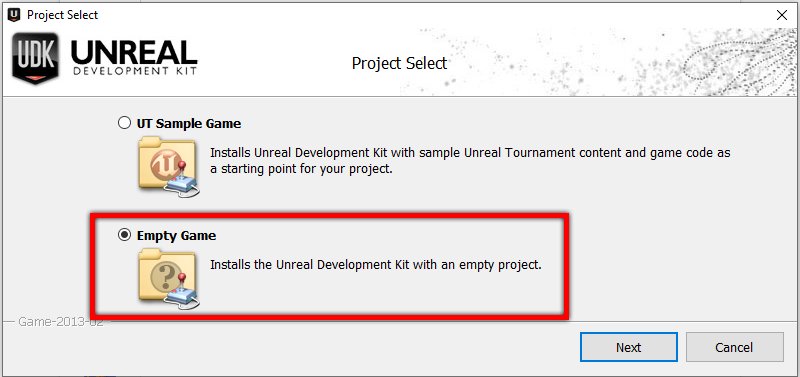 Project Select
UDK UNREAL
DEVELOPMENT KIT
Project Select
UT Sample Game
Installs Unreal Development Kit with sample Unreal Tournament content and game code as
a starting point for your project.
Empty Game
?
Installs the Unreal Development Kit with an empty project.
Game-2013-02
Next
Cancel